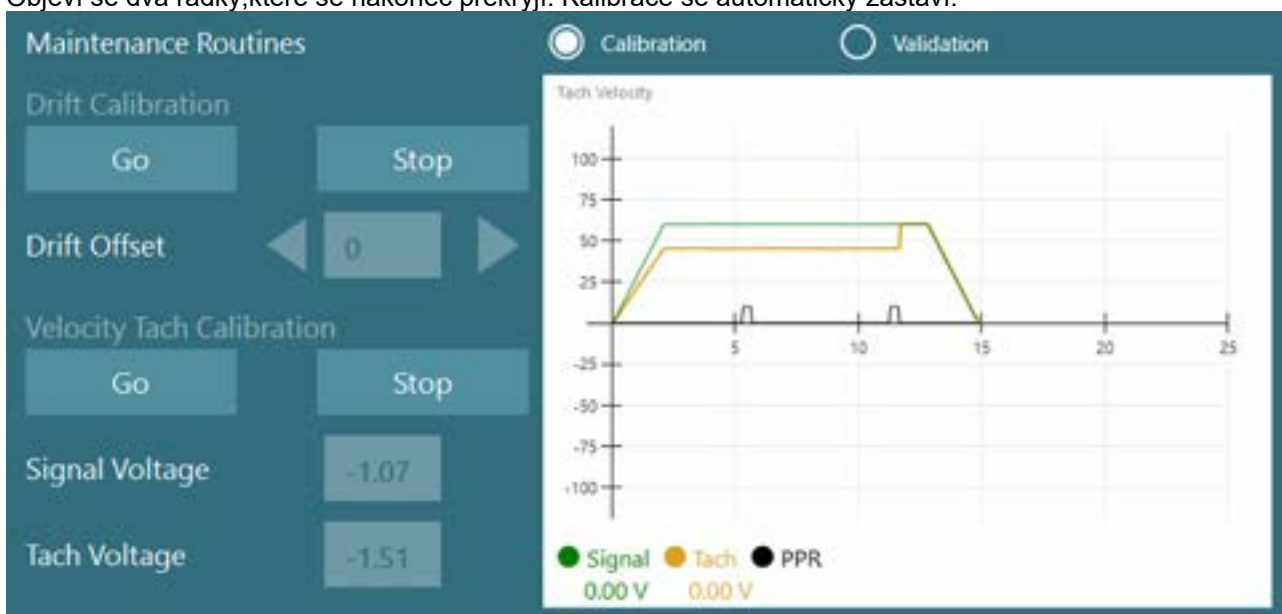 Objeví se dva řádky,které se nakonec překryjí. Kalibrace se automaticky zastaví.
Maintenance Routines
Calibration
Validation
Drift Calibration
Go
Stop
Drift Offset
0
Velocity Tach Calibration
Go
Stop
Signal Voltage
-1.07
Tach Voltage
-1.51
Tach Velocity
100
75
50
25
-25
-50
-75
-100
5
10
15
20
25
Signal
Tach
PPR
0.00 V
0.00 V